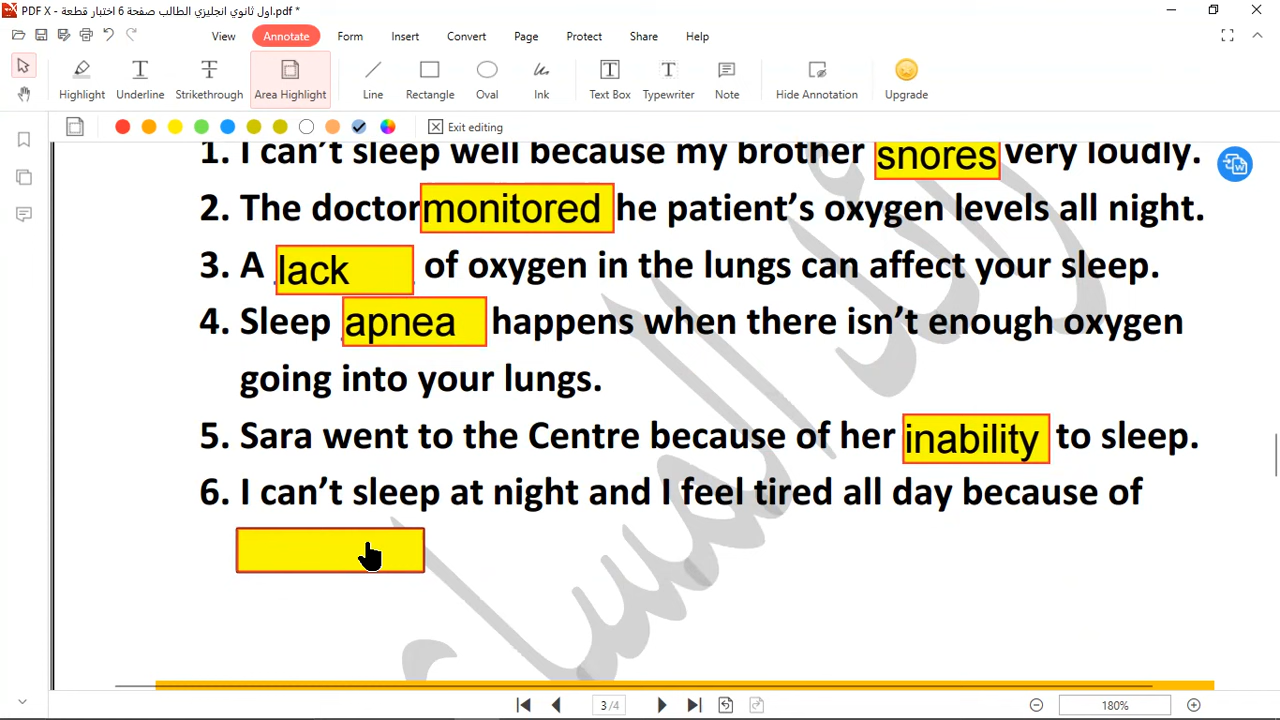 PDF X - اول ثانوي انجليزي الطالب صفحة 6 اختبار قطعة.pdf*
View Annotate Form Insert Convert Page Protect Share Help
Highlight Underline Strikethrough Area Highlight Line Rectangle Oval Ink Text Box Typewriter Note Hide Annotation Upgrade
Exit editing
1. I can't sleep well because my brother snores very loudly.
2. The doctor monitored he patient's oxygen levels all night.
3. A lack of oxygen in the lungs can affect your sleep.
4. Sleep apnea happens when there isn't enough oxygen
going into your lungs.
5. Sara went to the Centre because of her inability to sleep.
6. I can't sleep at night and I feel tired all day because of
3 /4 180%